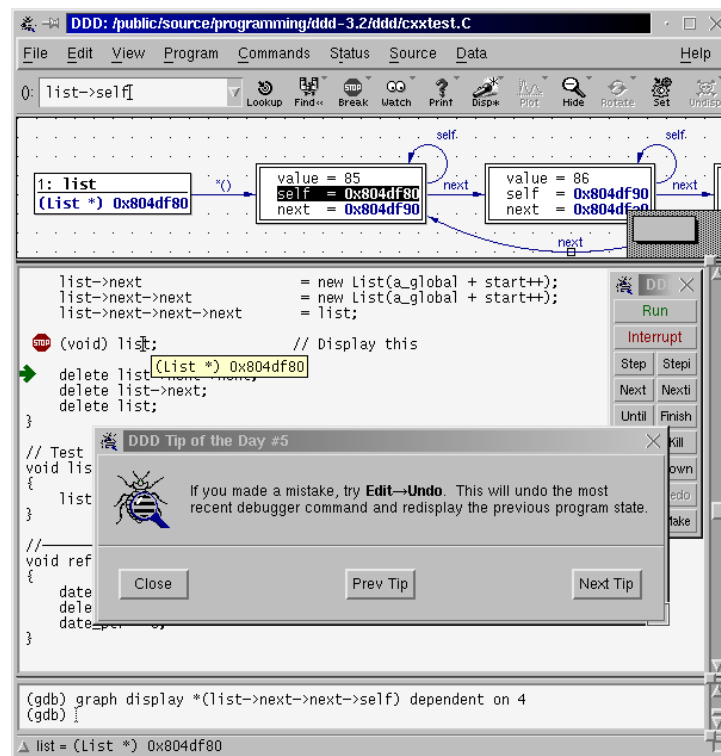 DDD: /public/source/programming/ddd-3.2/ddd/cxxtest.C
File Edit View Program Commands Status Source Data Help
(): list->self
Lookup Find« Break Watch Print Disp* Plot Hide Rotate Set Undisp
self
self
1: list
(List *) 0x804df80
*()
value = 85
self = 0x804df80
next = 0x804df90
next
value = 86
self = 0x804df90
next = 0x804dfa0
next
next
list->next = new List(a_global + start++);
list->next->next = new List(a_global + start++);
list->next->next->next = list;
STOP (void) list; // Display this
(List *) 0x804df80
delete list
delete list->next;
delete list;
}
// Test
void lis
{
list
}
//
void ref
{
date
dele
}
DDD
Run
Interrupt
Step Stepi
Next Nexti
Until Finish
Kill
own
edo
Make
DDD Tip of the Day #5
If you made a mistake, try Edit→Undo. This will undo the most
recent debugger command and redisplay the previous program state.
Close Prev Tip Next Tip
(gdb) graph display *(list->next->next->self) dependent on 4
(gdb)
list = (List *) 0x804df80